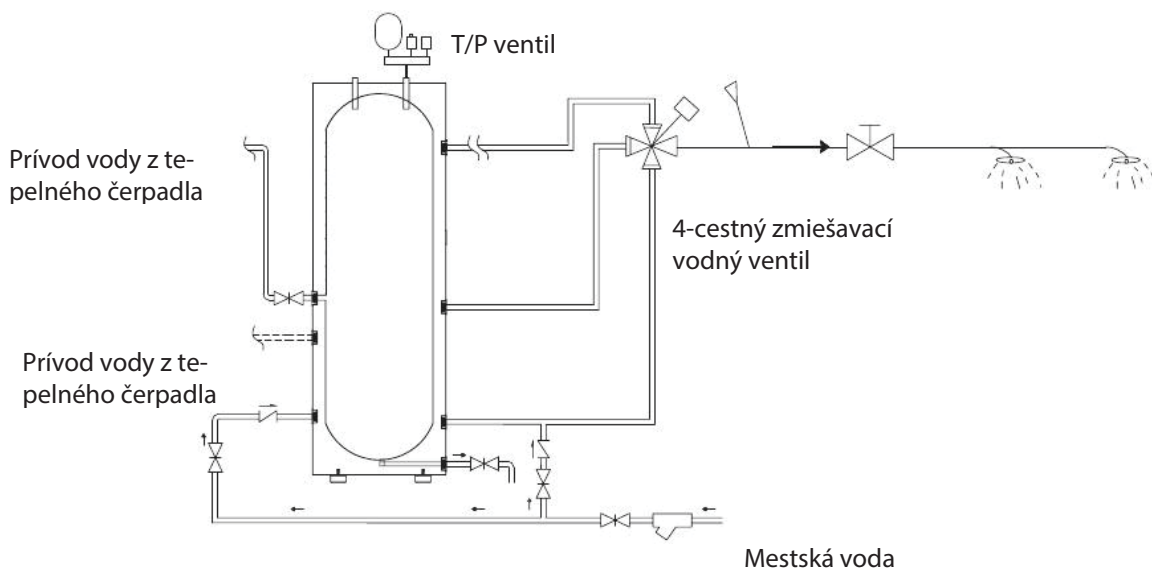 T/P ventil
Prívod vody z te-
pelného čerpadla
4-cestný zmiešavací
vodný ventil
Prívod vody z te-
pelného čerpadla
Mestská voda